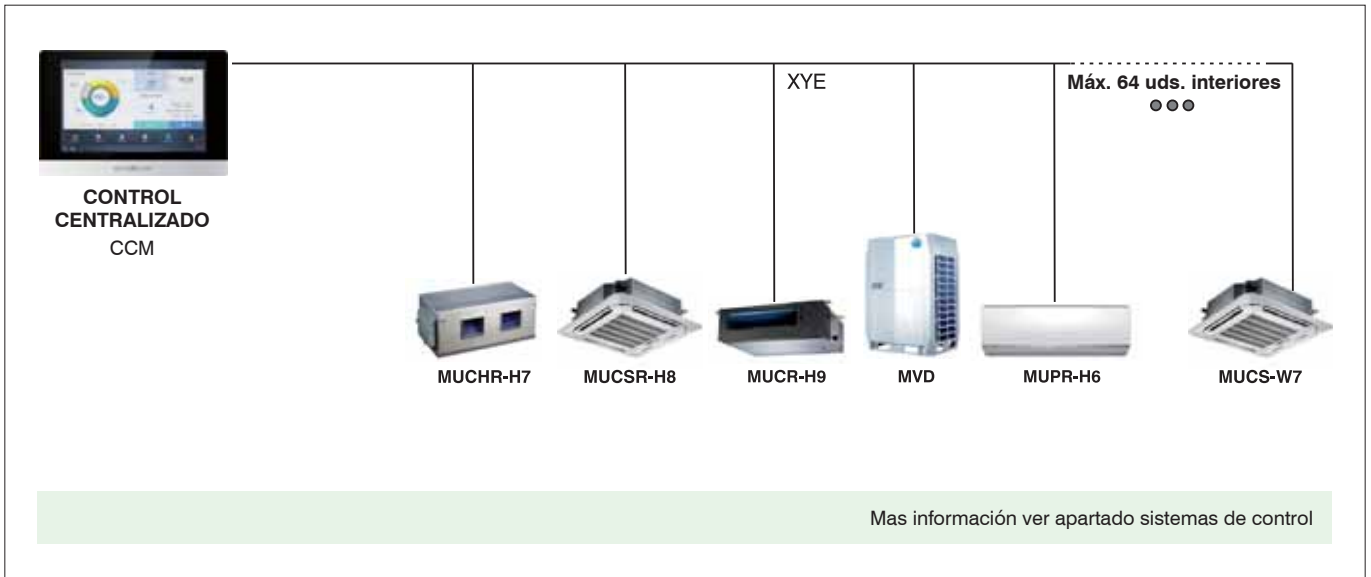 XYE
Máx. 64 uds. interiores
CONTROL
CENTRALIZADO
CCM
MUCHR-H7
MUCSR-H8
MUCR-H9
MVD
MUPR-H6
MUCS-W7
Mas información ver apartado sistemas de control